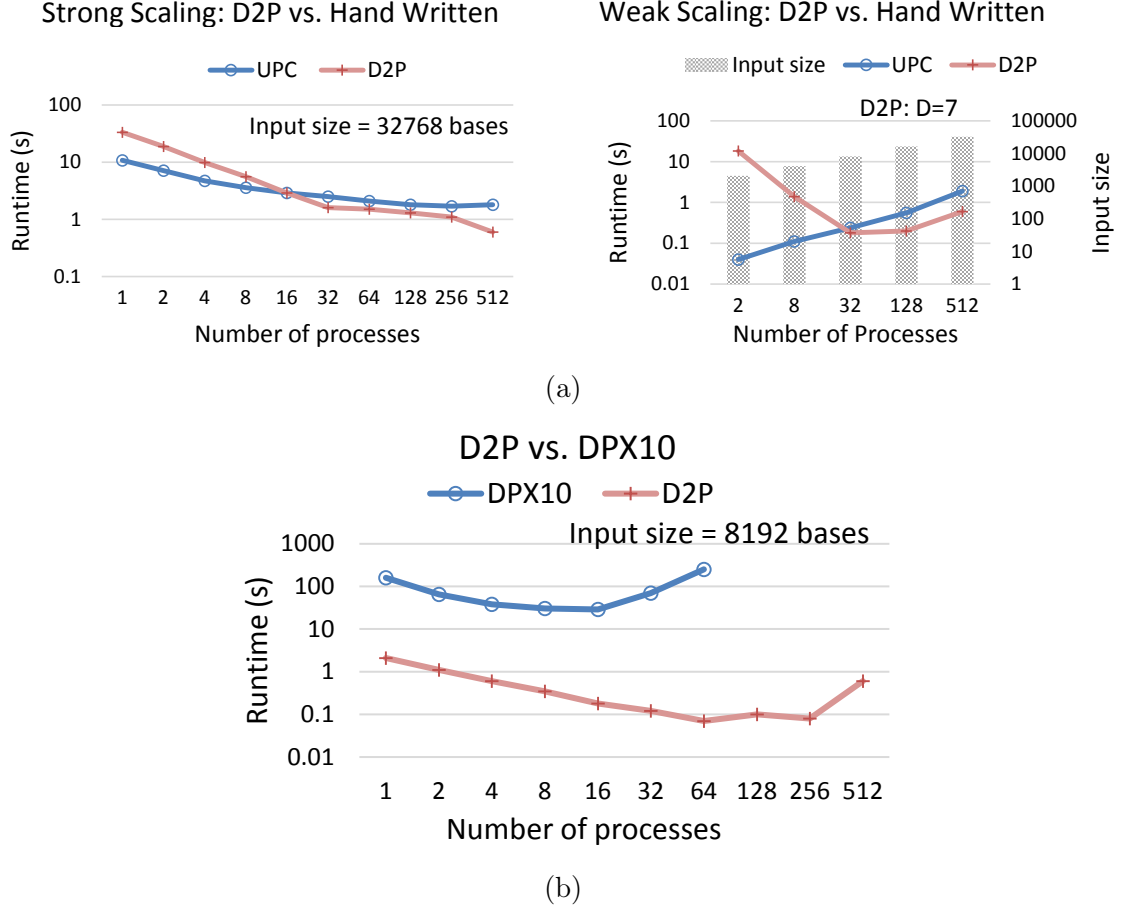 Strong Scaling: D2P vs. Hand Written
UPC D2P
Input size = 32768 bases
Runtime (s)
100
10
1
0.1
1 2 4 8 16 32 64 128 256 512
Number of processes
Weak Scaling: D2P vs. Hand Written
Input size UPC D2P
D2P: D=7
Runtime (s)
100
10
1
0.1
0.01
100000
10000
1000
100
10
1
Input size
2 8 32 128 512
Number of Processes
(a)
D2P vs. DPX10
DPX10 D2P
Input size = 8192 bases
Runtime (s)
1000
100
10
1
0.1
0.01
1 2 4 8 16 32 64 128 256 512
Number of processes
(b)